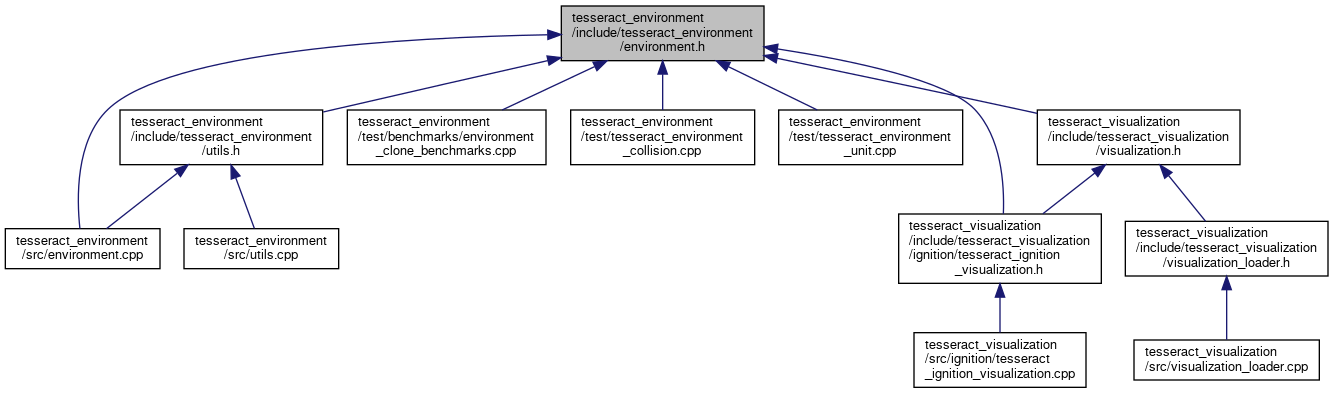 tesseract_environment
/include/tesseract_environment
/environment.h
tesseract_environment
/include/tesseract_environment
/utils.h
tesseract_environment
/test/benchmarks/environment
_clone_benchmarks.cpp
tesseract_environment
/test/tesseract_environment
_collision.cpp
tesseract_environment
/test/tesseract_environment
_unit.cpp
tesseract_visualization
/include/tesseract_visualization
/visualization.h
tesseract_environment
/src/environment.cpp
tesseract_environment
/src/utils.cpp
tesseract_visualization
/include/tesseract_visualization
/ignition/tesseract_ignition
_visualization.h
tesseract_visualization
/include/tesseract_visualization
/visualization_loader.h
tesseract_visualization
/src/ignition/tesseract
_ignition_visualization.cpp
tesseract_visualization
/src/visualization_loader.cpp